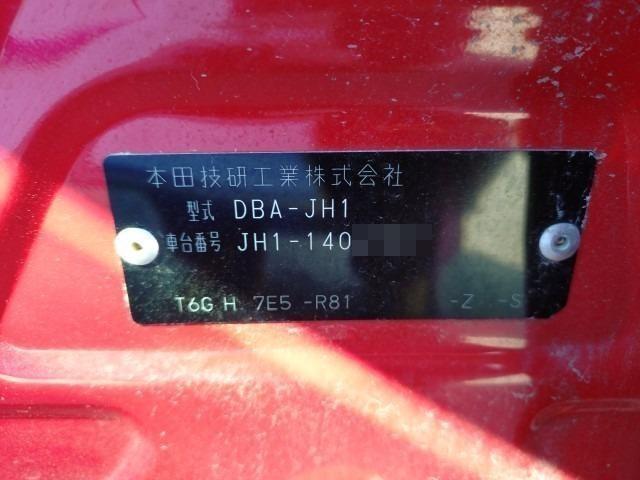 本田技研工業株式会社
型式 DBA-JH1
車台番号 JH1-140
T6G H 7E5 -R81 -Z -S